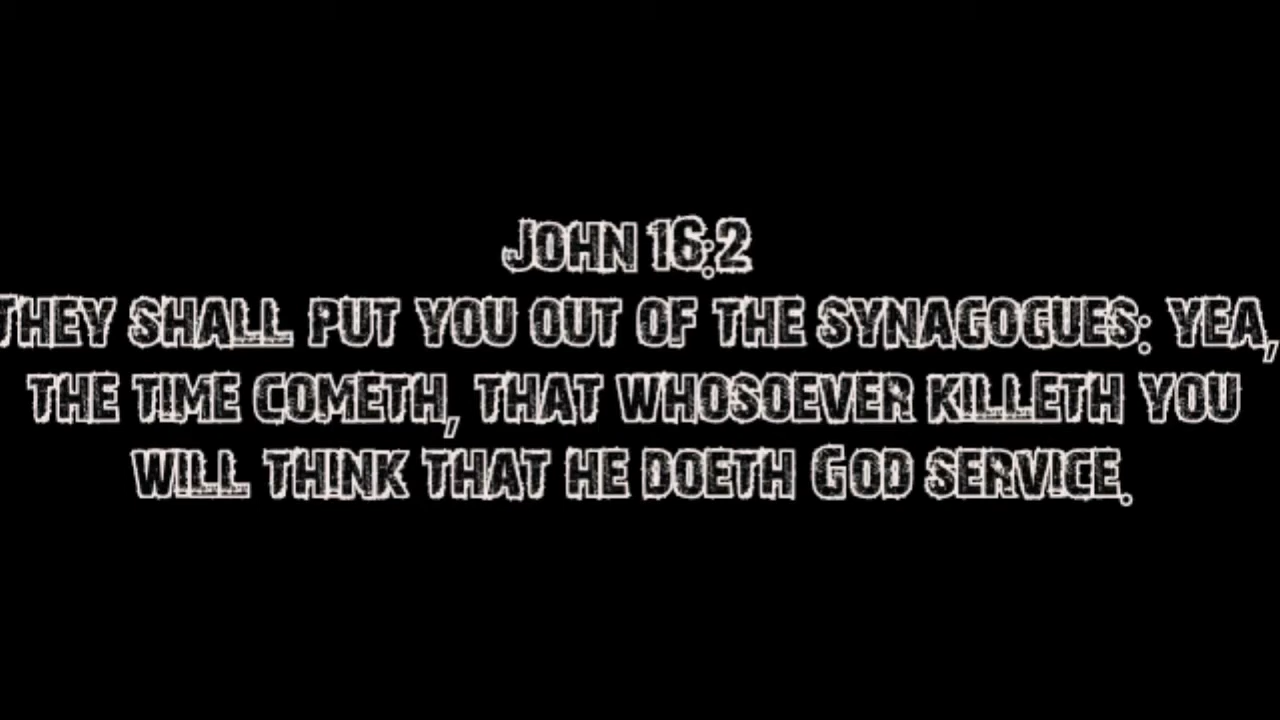 John 16:2
They shall put you out of the synagogues: yea,
the time cometh, that whosoever killeth you
will think that he doeth God service.